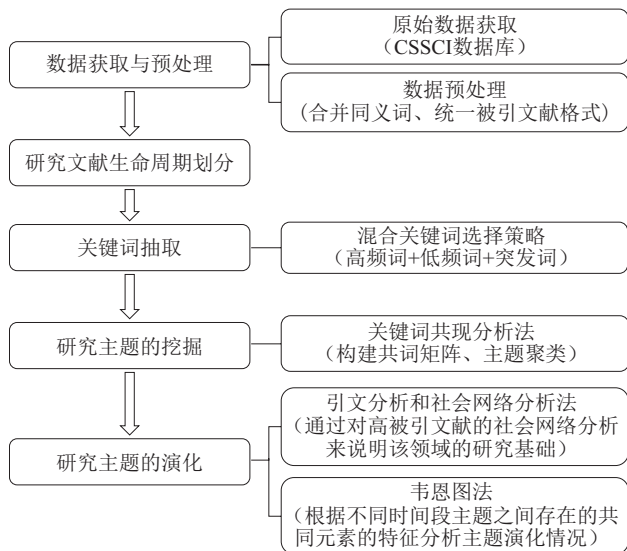 原始数据获取
（CSSCI数据库）
数据获取与预处理
数据预处理
（合并同义词、统一被引文献格式）
研究文献生命周期划分
关键词抽取
混合关键词选择策略
（高频词+低频词+突发词）
研究主题的挖掘
关键词共现分析法
（构建共词矩阵、主题聚类）
引文分析和社会网络分析法
（通过对高被引文献的社会网络分析
来说明该领域的研究基础）
研究主题的演化
韦恩图法
（根据不同时间段主题之间存在的共
同元素的特征分析主题演化情况）